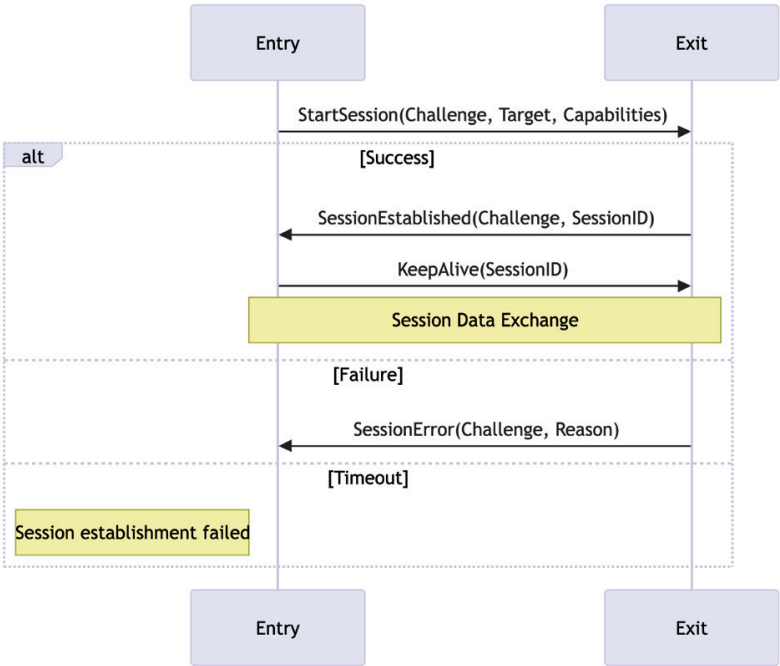 Entry
Exit
StartSession(Challenge, Target, Capabilities)
alt
[Success]
SessionEstablished(Challenge, SessionID)
KeepAlive(SessionID)
Session Data Exchange
[Failure]
SessionError(Challenge, Reason)
[Timeout]
Session establishment failed
Entry
Exit